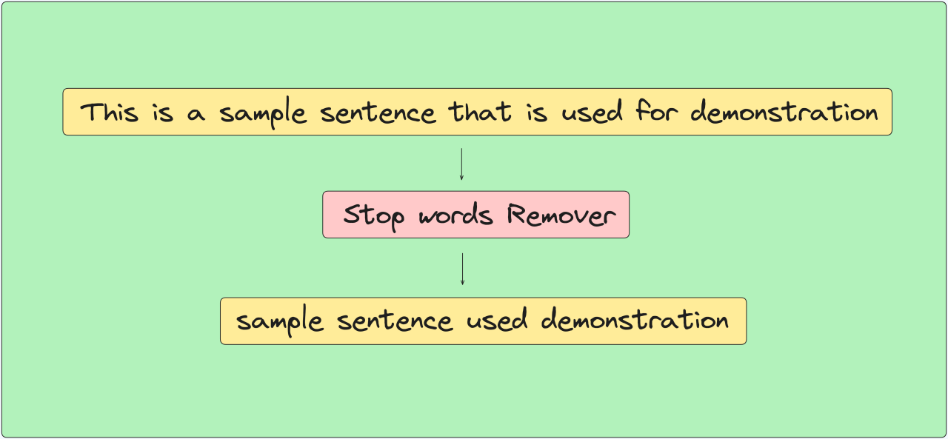 This is a sample sentence that is used for demonstration
Stop words Remover
sample sentence used demonstration